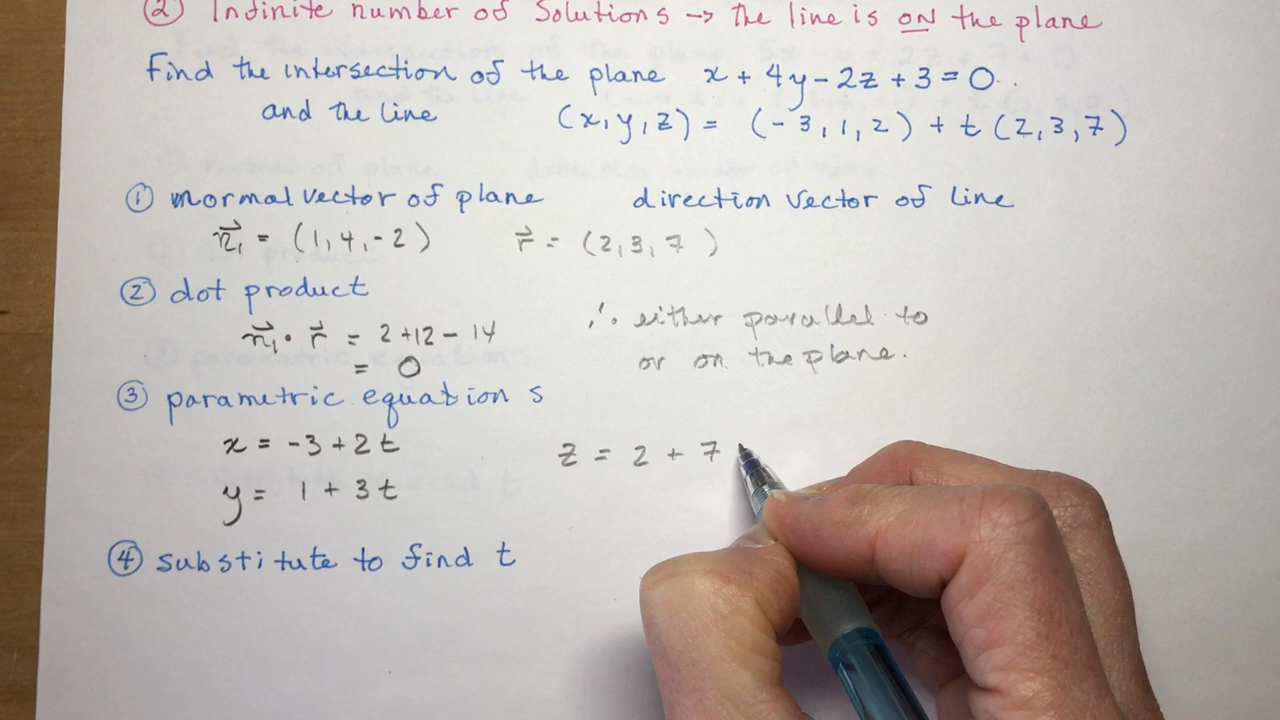 ② Indinite number of Solutions → the line is on the plane
find the intersection of the plane x + 4y - 2z + 3 = 0.
and the line (x, y, z) = (-3, 1, 2) + t (2, 3, 7)
① normal vector of plane direction vector of line
n⃗₁ = (1, 4, -2) r⃗ = (2, 3, 7)
② dot product
n⃗₁ · r⃗ = 2 + 12 - 14
= 0
∴ either parallel to
or on the plane.
③ parametric equations
x = -3 + 2t
y = 1 + 3t
z = 2 + 7
④ substitute to find t